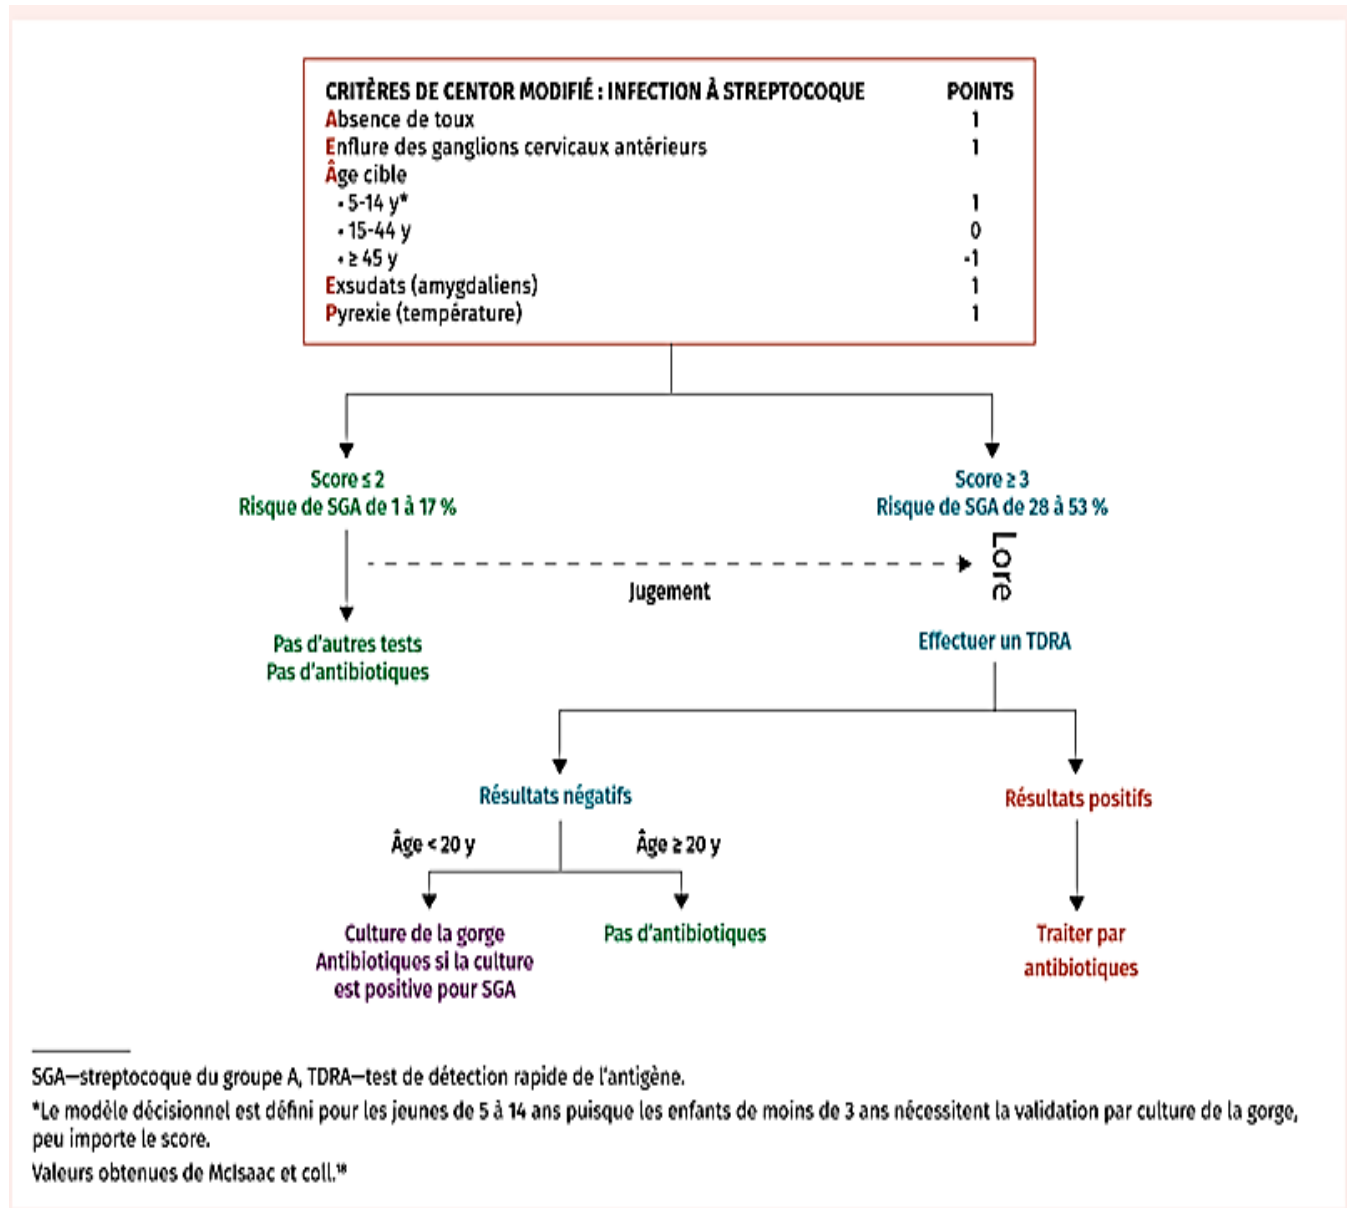 CRITÈRES DE CENTOR MODIFIÉ : INFECTION À STREPTOCOQUE POINTS
Absence de toux 1
Enflure des ganglions cervicaux antérieurs 1
Âge cible
• 5-14 y* 1
• 15-44 y 0
• ≥ 45 y -1
Exsudats (amygdaliens) 1
Pyrexie (température) 1
Score ≤ 2
Risque de SGA de 1 à 17 %
Score ≥ 3
Risque de SGA de 28 à 53 %
Lore
Jugement
Pas d'autres tests
Pas d'antibiotiques
Effectuer un TDRA
Résultats négatifs
Résultats positifs
Âge < 20 y
Âge ≥ 20 y
Culture de la gorge
Antibiotiques si la culture
est positive pour SGA
Pas d'antibiotiques
Traiter par
antibiotiques
SGA—streptocoque du groupe A, TDRA—test de détection rapide de l'antigène.
*Le modèle décisionnel est défini pour les jeunes de 5 à 14 ans puisque les enfants de moins de 3 ans nécessitent la validation par culture de la gorge,
peu importe le score.
Valeurs obtenues de McIsaac et coll.¹⁸